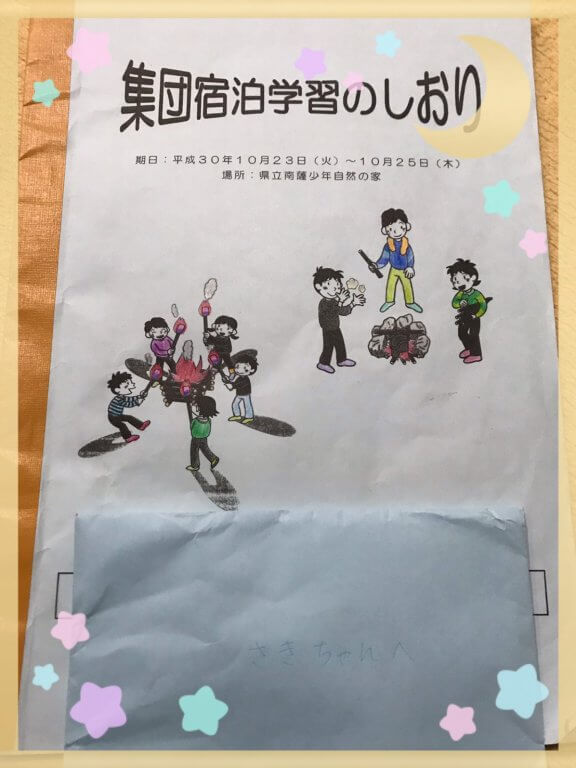 集団宿泊学習のしおり
期日：平成３０年１０月２３日（火）～１０月２５日（木）
場所：県立南薩少年自然の家
さきちゃんへ